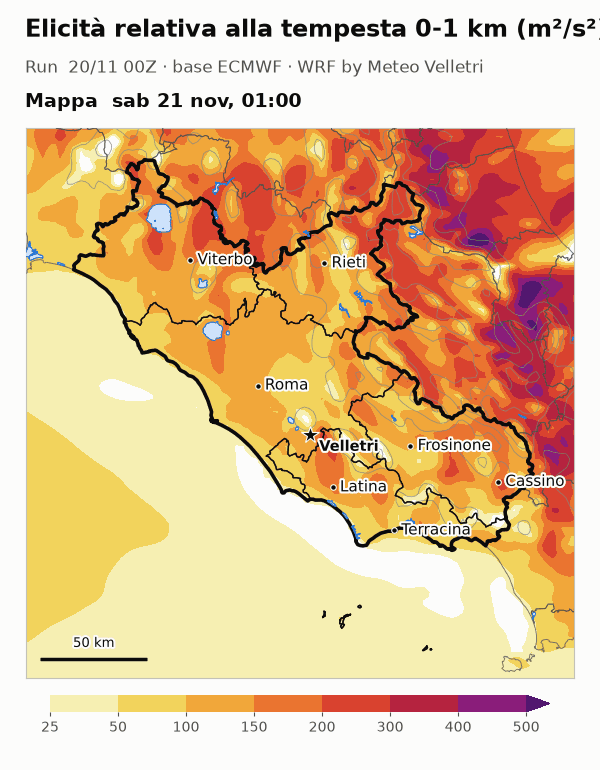 Elicità relativa alla tempesta 0-1 km (m²/s²)
Run  20/11 00Z · base ECMWF · WRF by Meteo Velletri
Mappa  sab 21 nov, 01:00
Viterbo
Rieti
Roma
Velletri
Frosinone
Cassino
Latina
Terracina
50 km
25 50 100 150 200 300 400 500